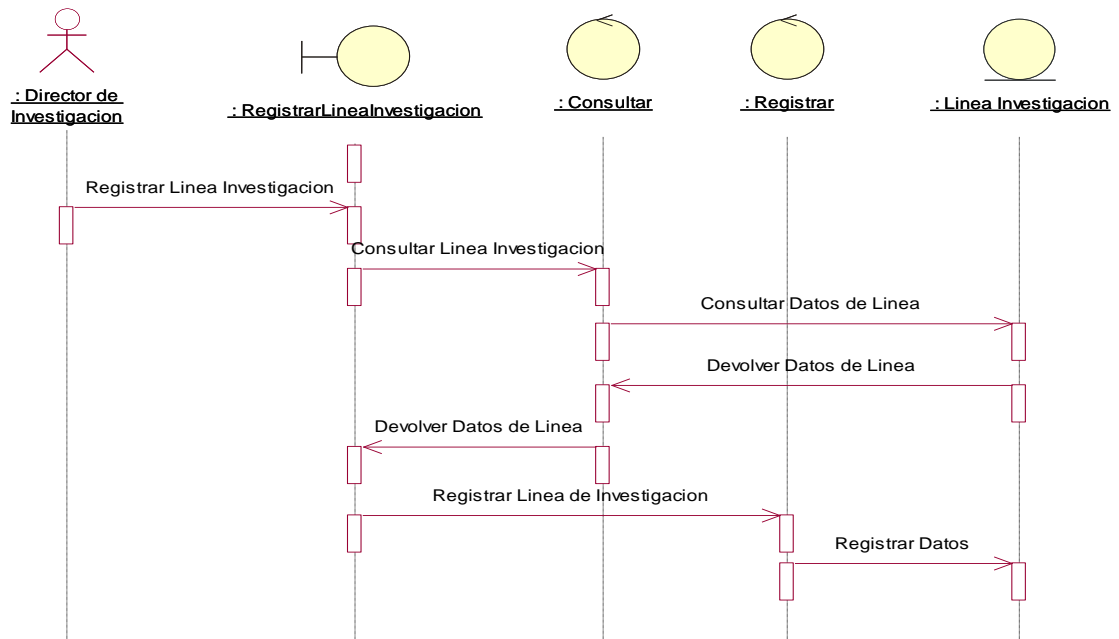 : Director de
Investigacion
: RegistrarLineaInvestigacion
: Consultar
: Registrar
: Linea Investigacion
Registrar Linea Investigacion
Consultar Linea Investigacion
Consultar Datos de Linea
Devolver Datos de Linea
Devolver Datos de Linea
Registrar Linea de Investigacion
Registrar Datos